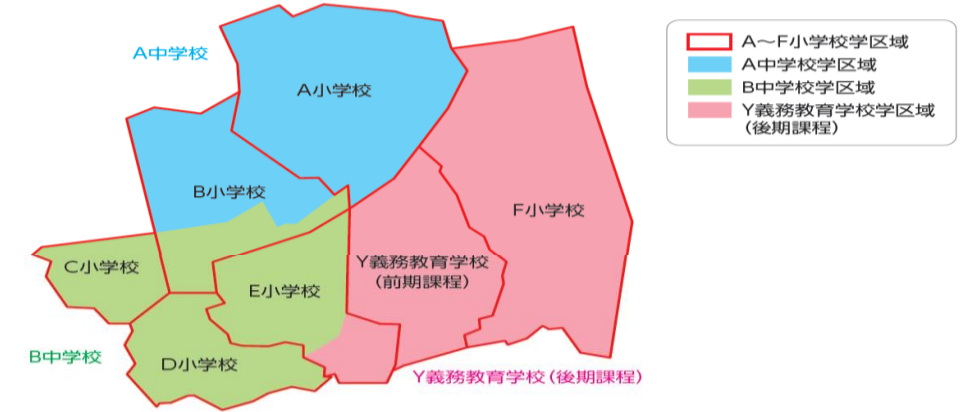 A中学校
A小学校
B小学校
F小学校
C小学校
Y義務教育学校
(前期課程)
E小学校
B中学校
D小学校
Y義務教育学校(後期課程)
A〜F小学校学区域
A中学校学区域
B中学校学区域
Y義務教育学校学区域
(後期課程)